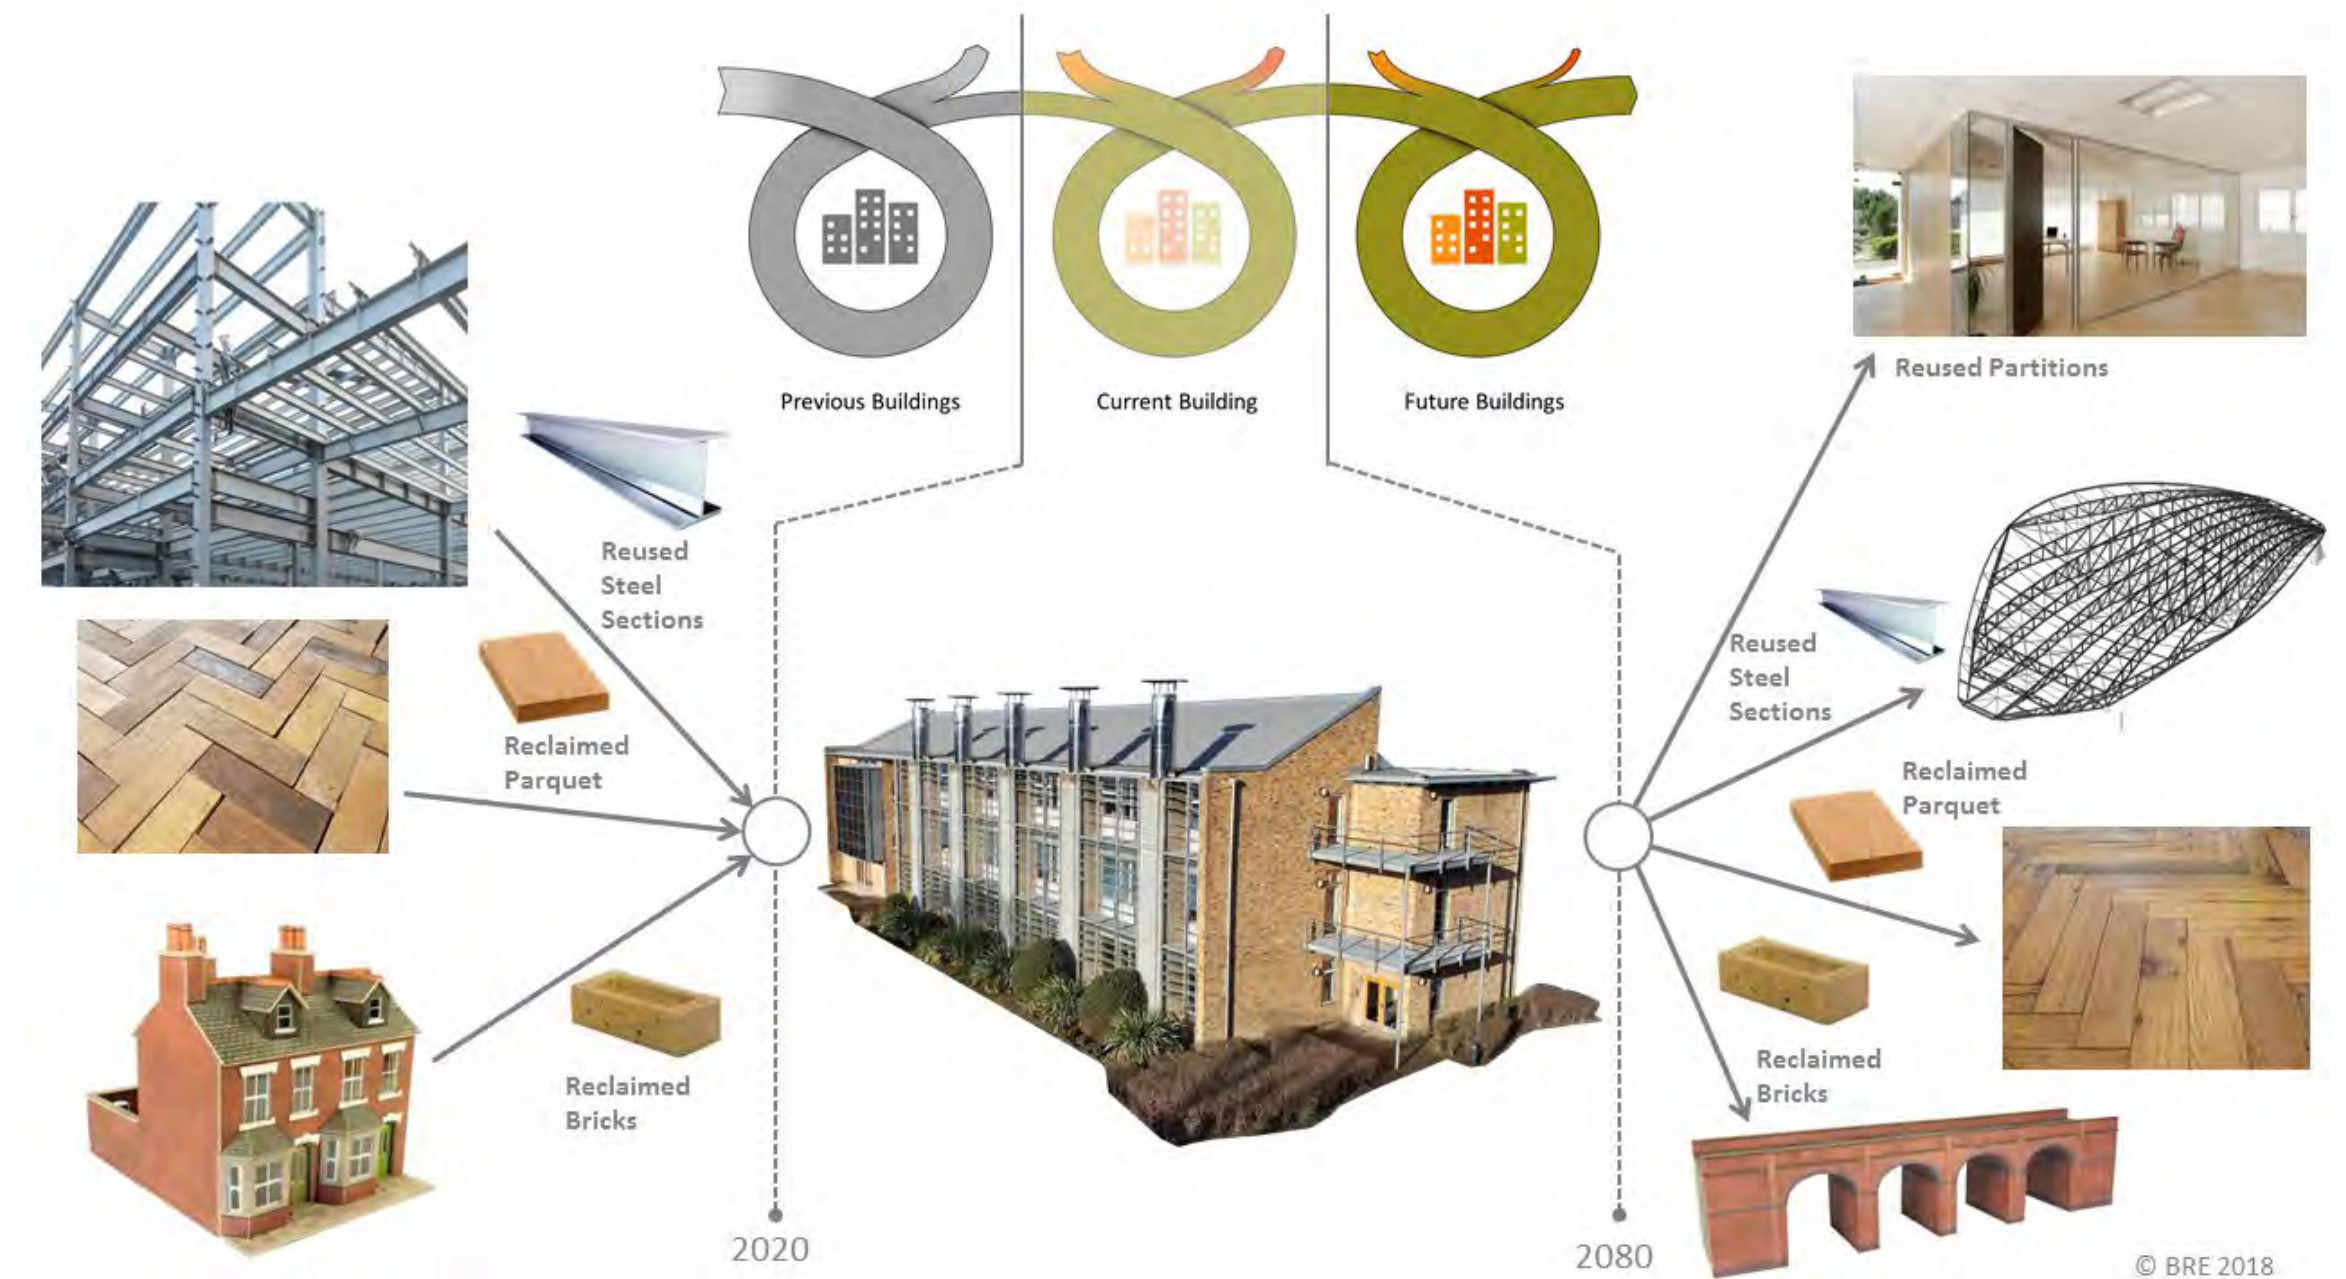 Previous Buildings
Current Building
Future Buildings
Reused Partitions
Reused
Steel
Sections
Reclaimed
Parquet
Reclaimed
Bricks
Reused
Steel
Sections
Reclaimed
Parquet
Reclaimed
Bricks
2020
2080
© BRE 2018